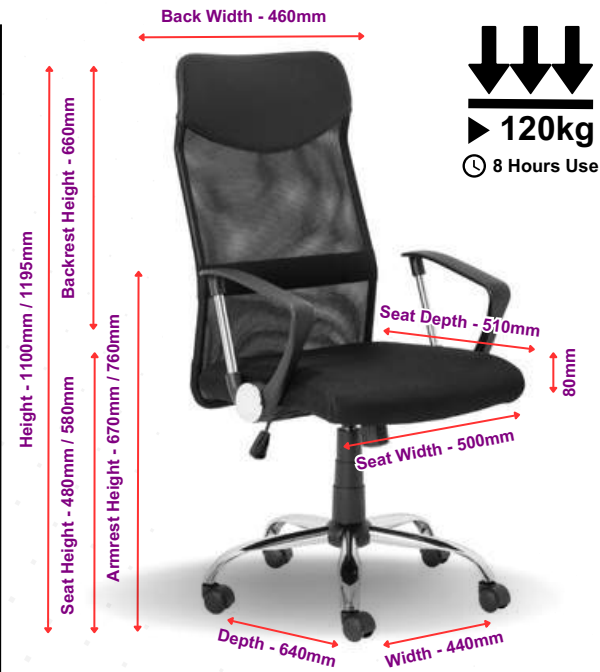 Back Width - 460mm
120kg
8 Hours Use
Height - 1100mm / 1195mm
Backrest Height - 660mm
Seat Height - 480mm / 580mm
Armrest Height - 670mm / 760mm
Seat Depth - 510mm
80mm
Seat Width - 500mm
Depth - 640mm
Width - 440mm